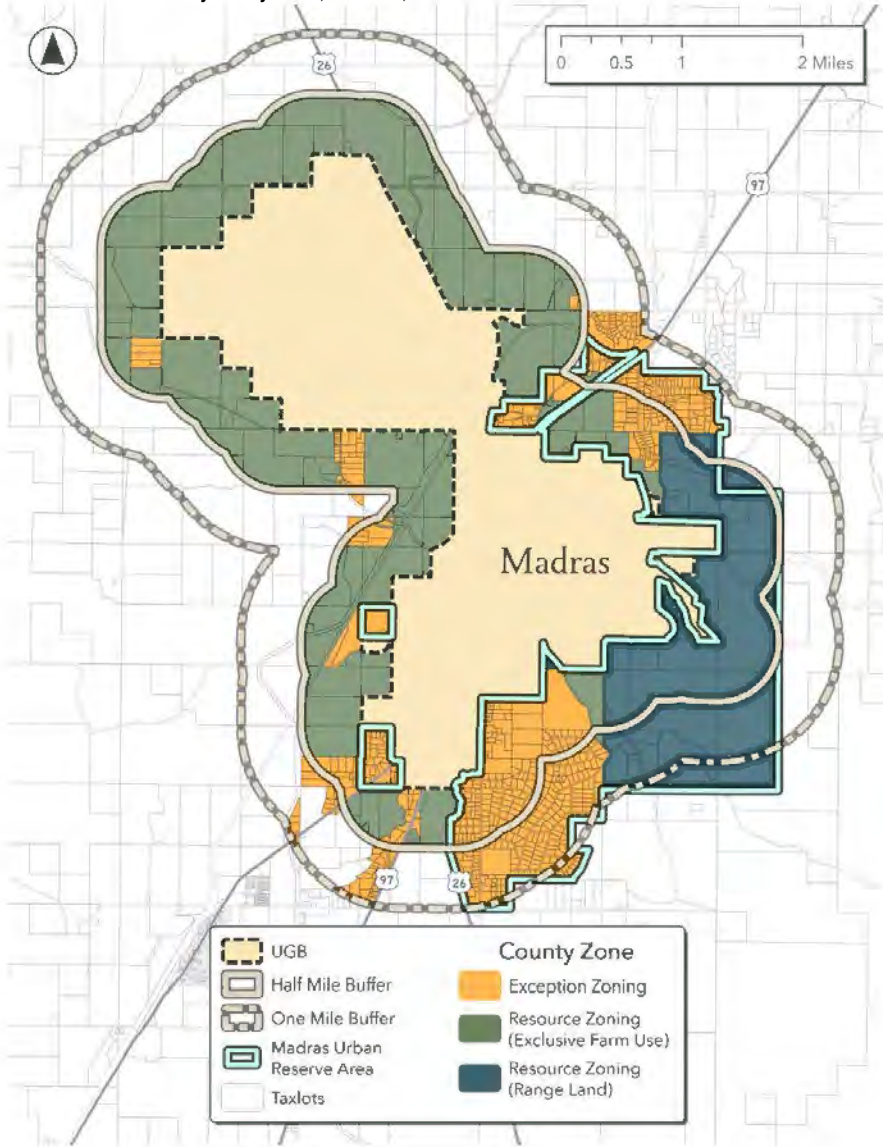 26
0 0.5 1 2 Miles
97
Madras
97
26
UGB
Half Mile Buffer
One Mile Buffer
Madras Urban
Reserve Area
Taxlots
County Zone
Exception Zoning
Resource Zoning
(Exclusive Farm Use)
Resource Zoning
(Range Land)